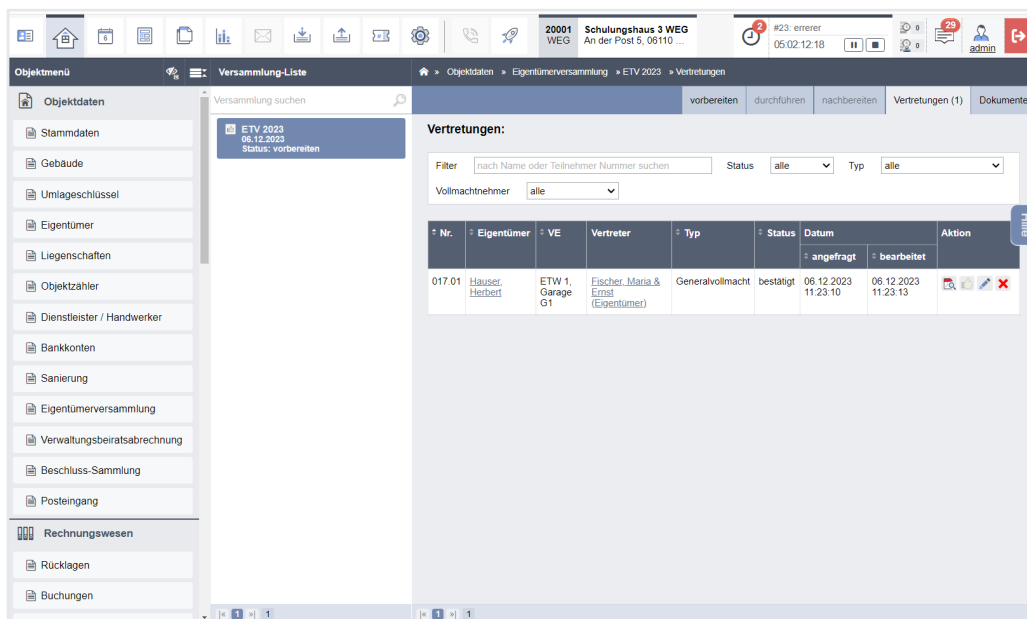 6
20001
WEG
Schulungshaus 3 WEG
An der Post 5, 06110 ...
2
#23: errerer
05:02:12:18
0
0
29
admin
Objektmenü
Versammlung-Liste
» Objektdaten » Eigentümerversammlung » ETV 2023 » Vertretungen
Objektdaten
Stammdaten
Gebäude
Umlageschlüssel
Eigentümer
Liegenschaften
Objektzähler
Dienstleister / Handwerker
Bankkonten
Sanierung
Eigentümerversammlung
Verwaltungsbeiratsabrechnung
Beschluss-Sammlung
Posteingang
Rechnungswesen
Rücklagen
Buchungen
Versammlung suchen
ETV 2023
06.12.2023
Status: vorbereiten
|« 1 »| 1
vorbereiten durchführen nachbereiten Vertretungen (1) Dokumente
Vertretungen:
Filter nach Name oder Teilnehmer Nummer suchen Status alle Typ alle
Vollmachtnehmer alle
Hilfe
Nr. Eigentümer VE Vertreter Typ Status Datum Aktion
angefragt bearbeitet
017.01 Hauser, Herbert ETW 1, Garage G1 Fischer, Maria & Ernst (Eigentümer) Generalvollmacht bestätigt 06.12.2023 11:23:10 06.12.2023 11:23:13
|« 1 »| 1